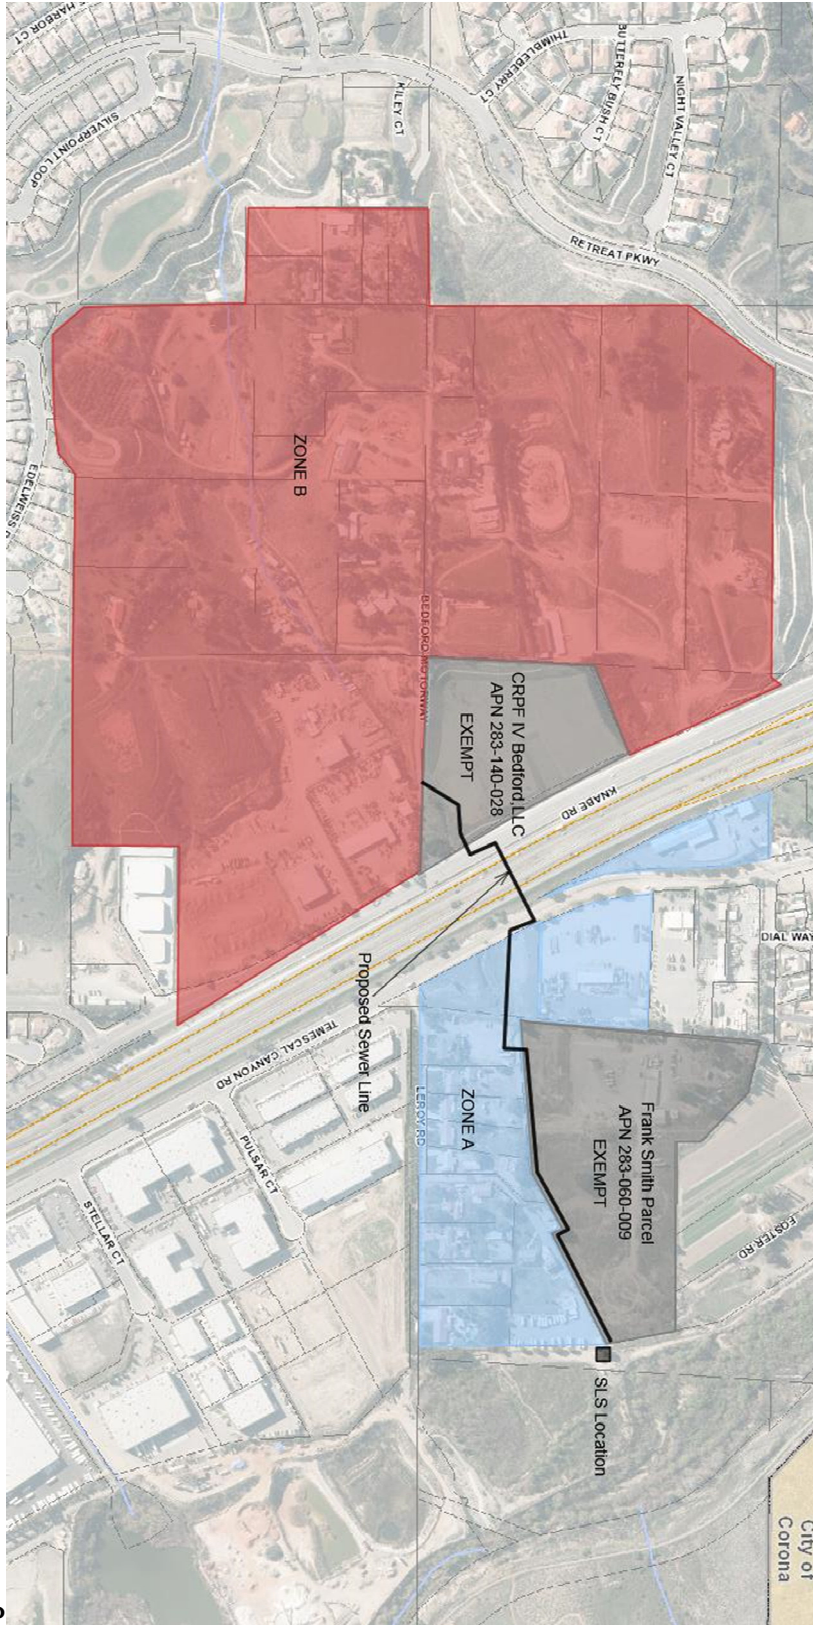 HARBOR CT
SILVERPOINT LOOP
KILEY CT
THIMBLEBERRY CT
BUTTERFLY BUSH CT
NIGHT VALLEY CT
RETREAT PKWY
ZONE B
BEDFORD MOTORWAY
CRPF IV Bedford,LLC
APN 283-140-028
EXEMPT
KNABE RD
DIAL WAY
Proposed Sewer Line
TEMESCAL CANYON RD
LEROY RD
ZONE A
Frank Smith Parcel
APN 283-060-009
EXEMPT
FOSTER RD
PULSAR CT
STELLAR CT
SLS Location
City of
Corona